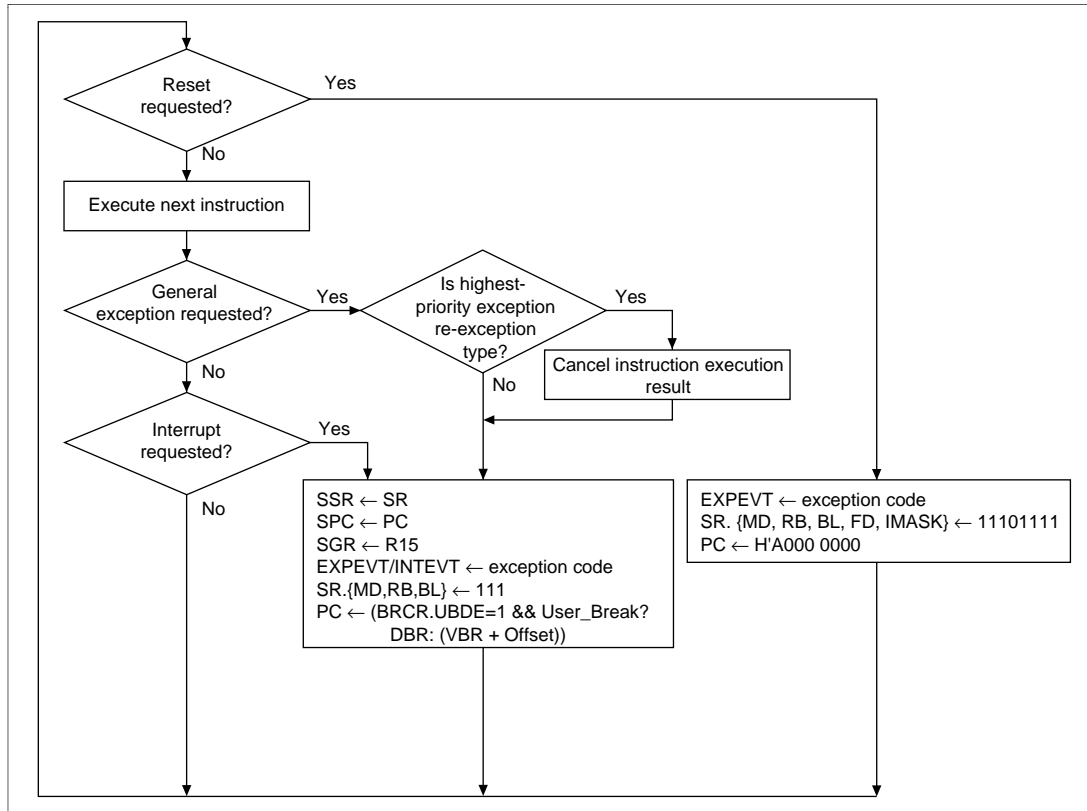 Reset
requested?
Yes
No
Execute next instruction
General
exception requested?
Yes
Is highest-
priority exception
re-exception
type?
Yes
Cancel instruction execution
result
No
No
Interrupt
requested?
Yes
No
SSR ← SR
SPC ← PC
SGR ← R15
EXPEVT/INTEVT ← exception code
SR.{MD,RB,BL} ← 111
PC ← (BRCR.UBDE=1 && User_Break?
DBR: (VBR + Offset))
EXPEVT ← exception code
SR. {MD, RB, BL, FD, IMASK} ← 11101111
PC ← H'A000 0000